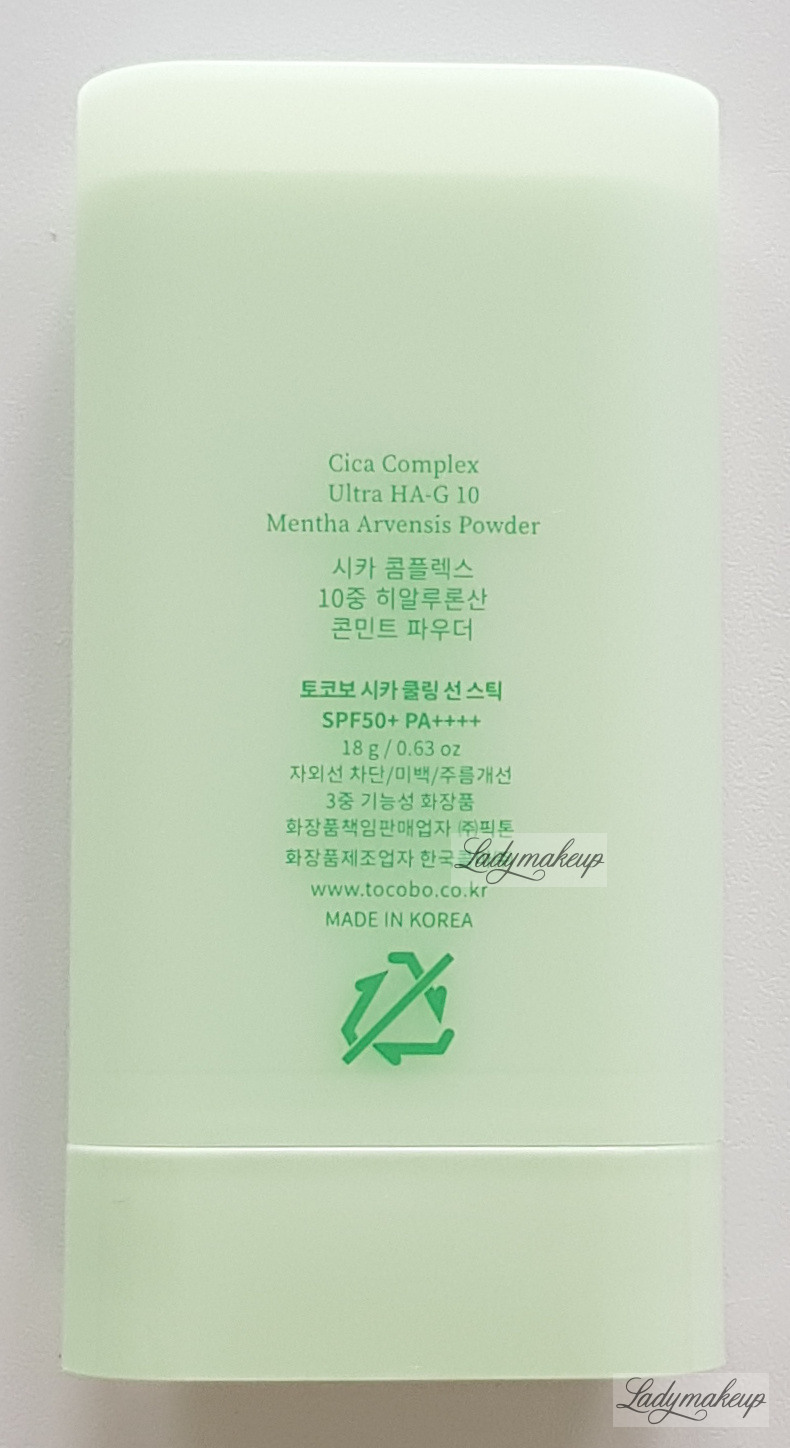 Cica Complex
Ultra HA-G 10
Mentha Arvensis Powder
시카 콤플렉스
10중 히알루론산
콘민트 파우더
토코보 시카 쿨링 선 스틱
SPF50+ PA++++
18 g / 0.63 oz
자외선 차단/미백/주름개선
3중 기능성 화장품
화장품책임판매업자 ㈜픽톤
화장품제조업자
Ladymakeup
www.tocobo.co.kr
MADE IN KOREA
Ladymakeup